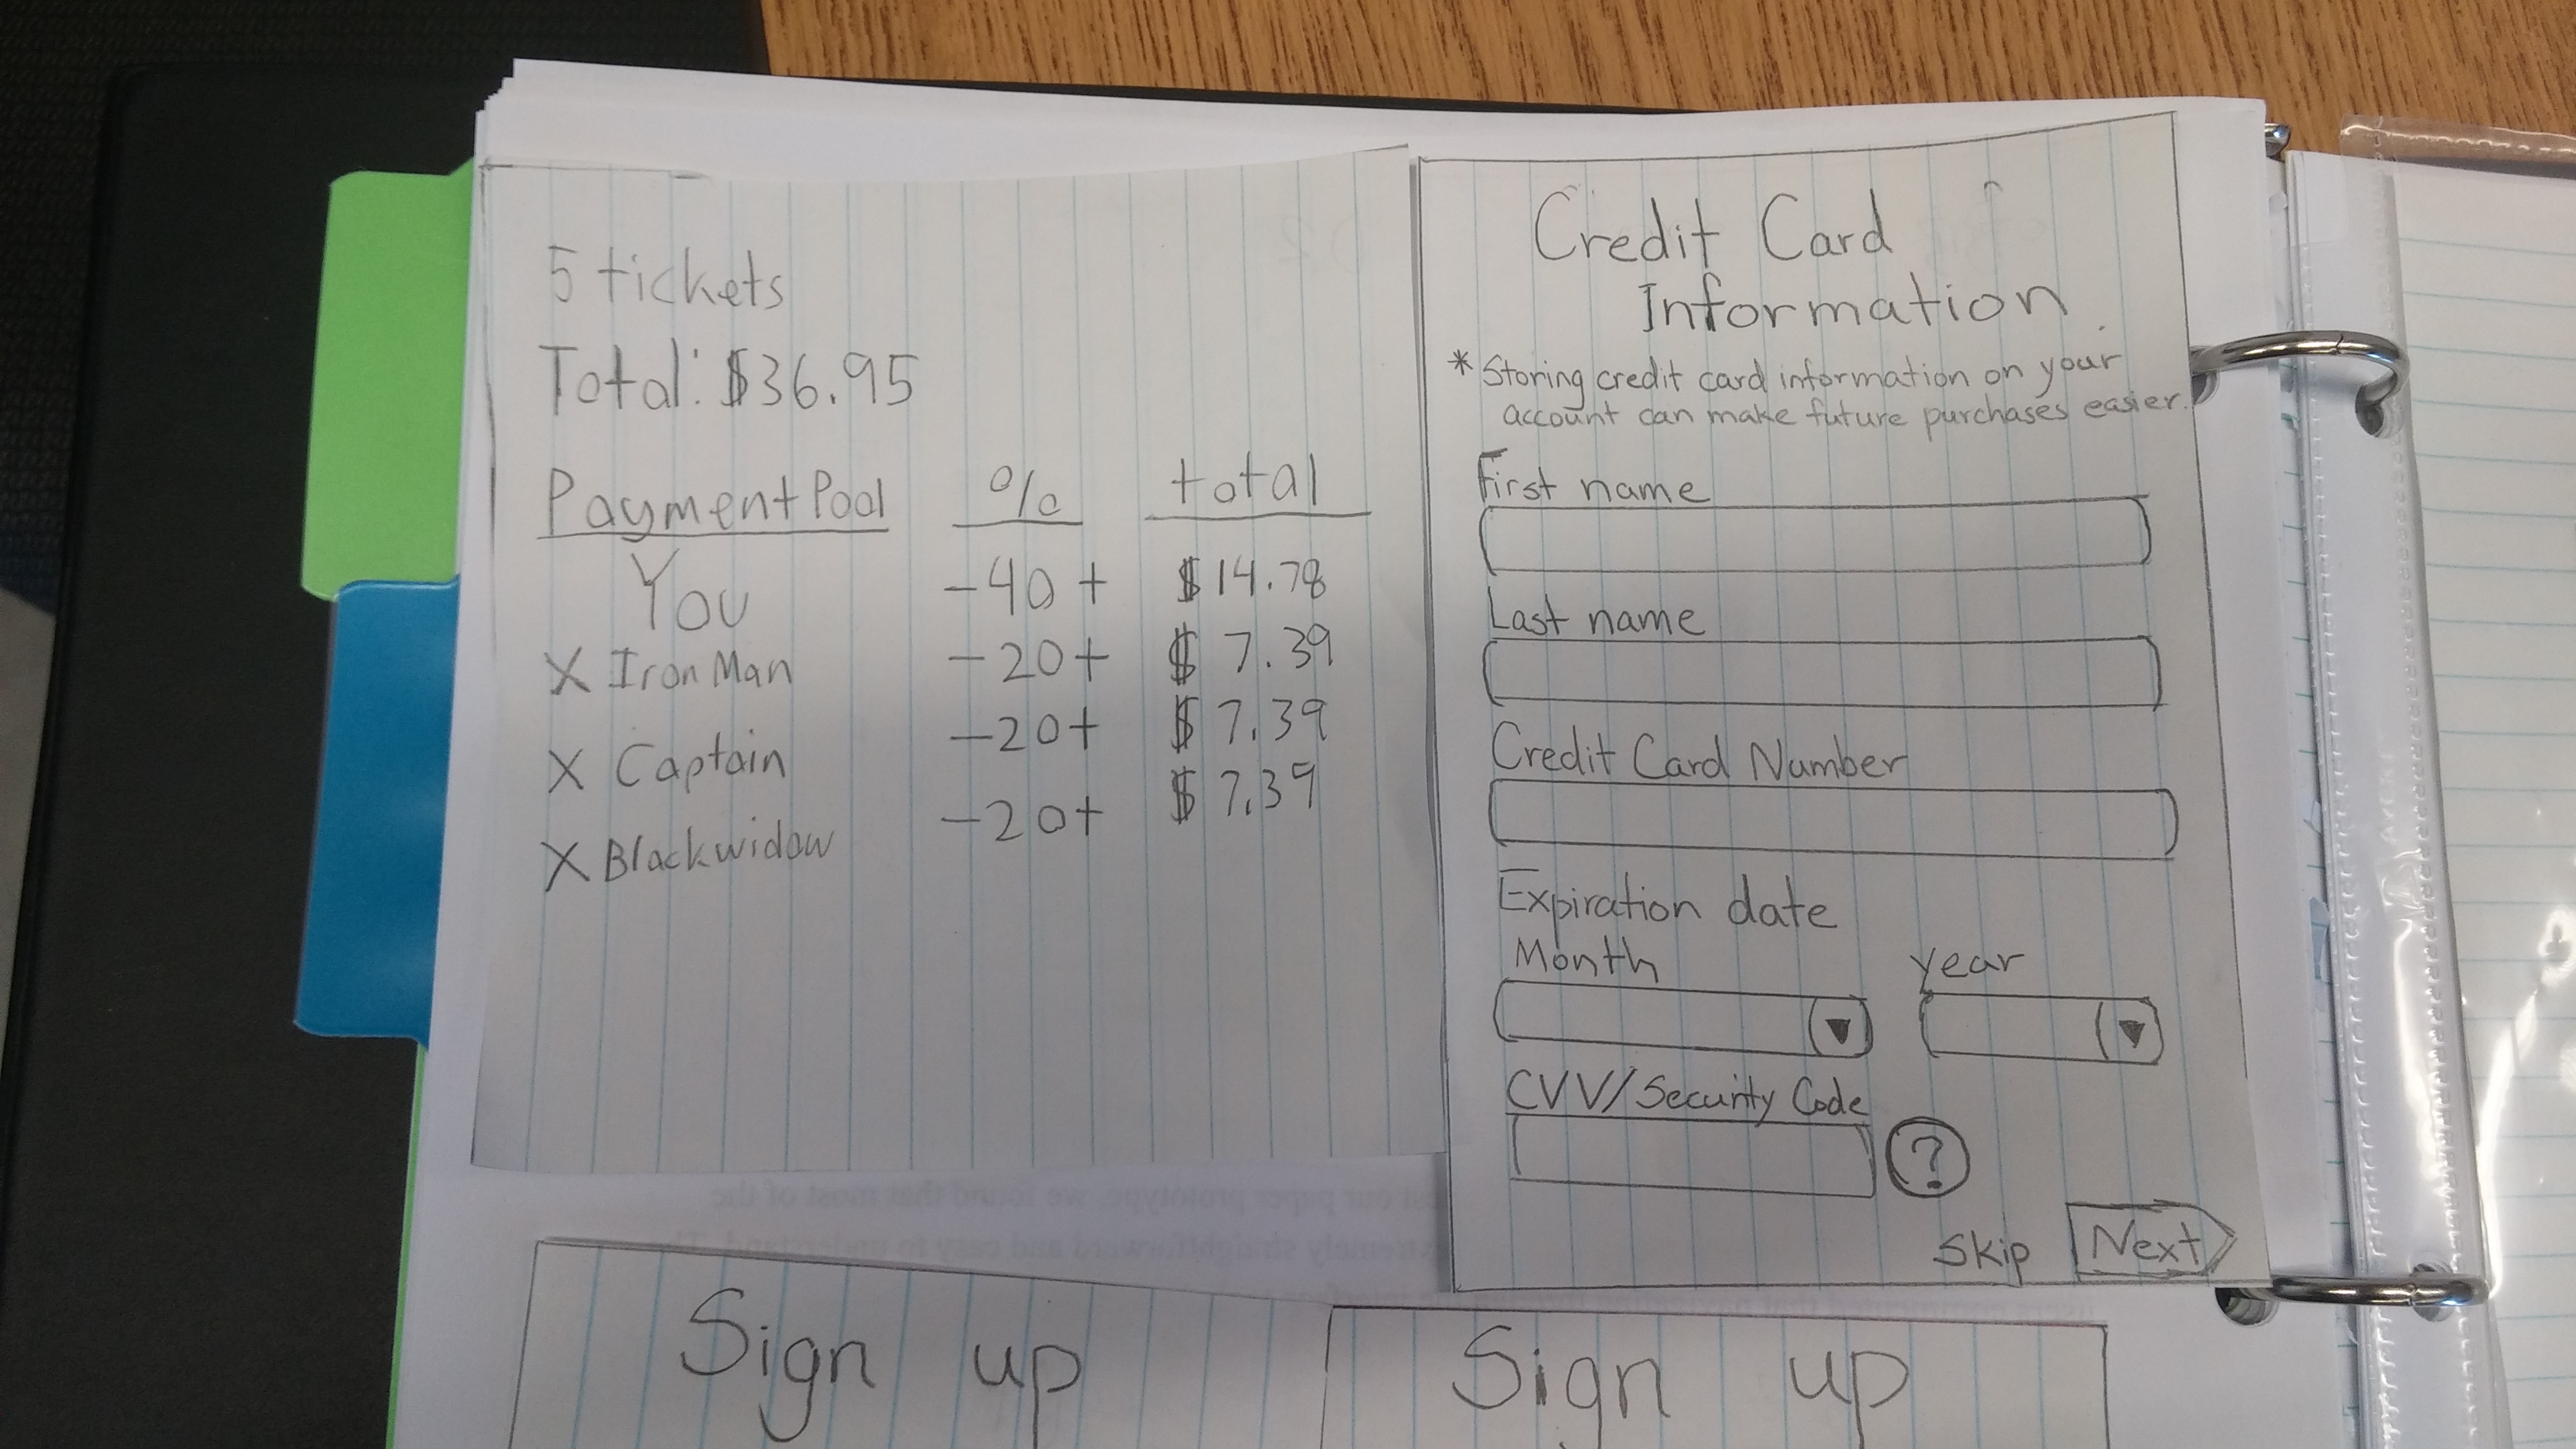 5 tickets
Total: $36.95
Payment Pool % total
You -40+ $14.78
X Iron Man -20+ $7.39
X Captain -20+ $7.39
X Blackwidow -20+ $7.39
Credit Card
Information
* Storing credit card information on your
account can make future purchases easier.
First name
Last name
Credit Card Number
Expiration date
Month Year
CVV/Security Code
?
Skip Next
Sign up
Sign up